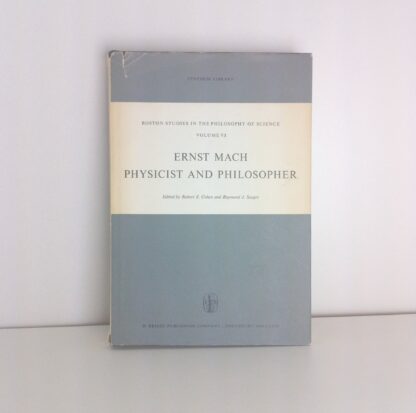 SYNTHESE LIBRARY
BOSTON STUDIES IN THE PHILOSOPHY OF SCIENCE
VOLUME VI
ERNST MACH
PHYSICIST AND PHILOSOPHER
Edited by Robert S. Cohen and Raymond J. Seeger
D. REIDEL PUBLISHING COMPANY / DORDRECHT-HOLLAND